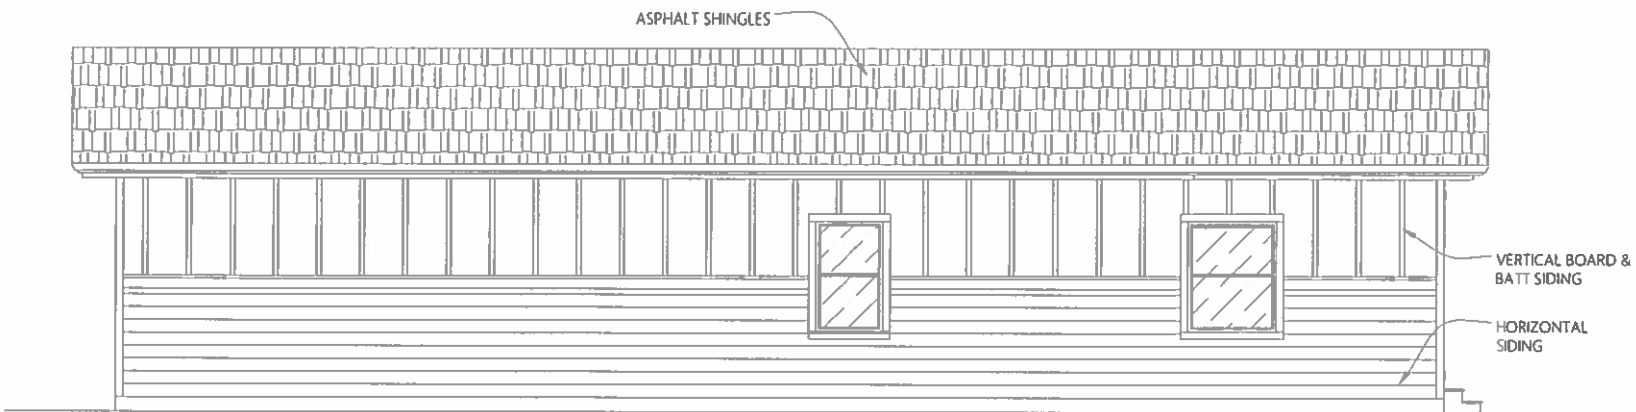 ASPHALT SHINGLES
VERTICAL BOARD &
BATT SIDING
HORIZONTAL
SIDING